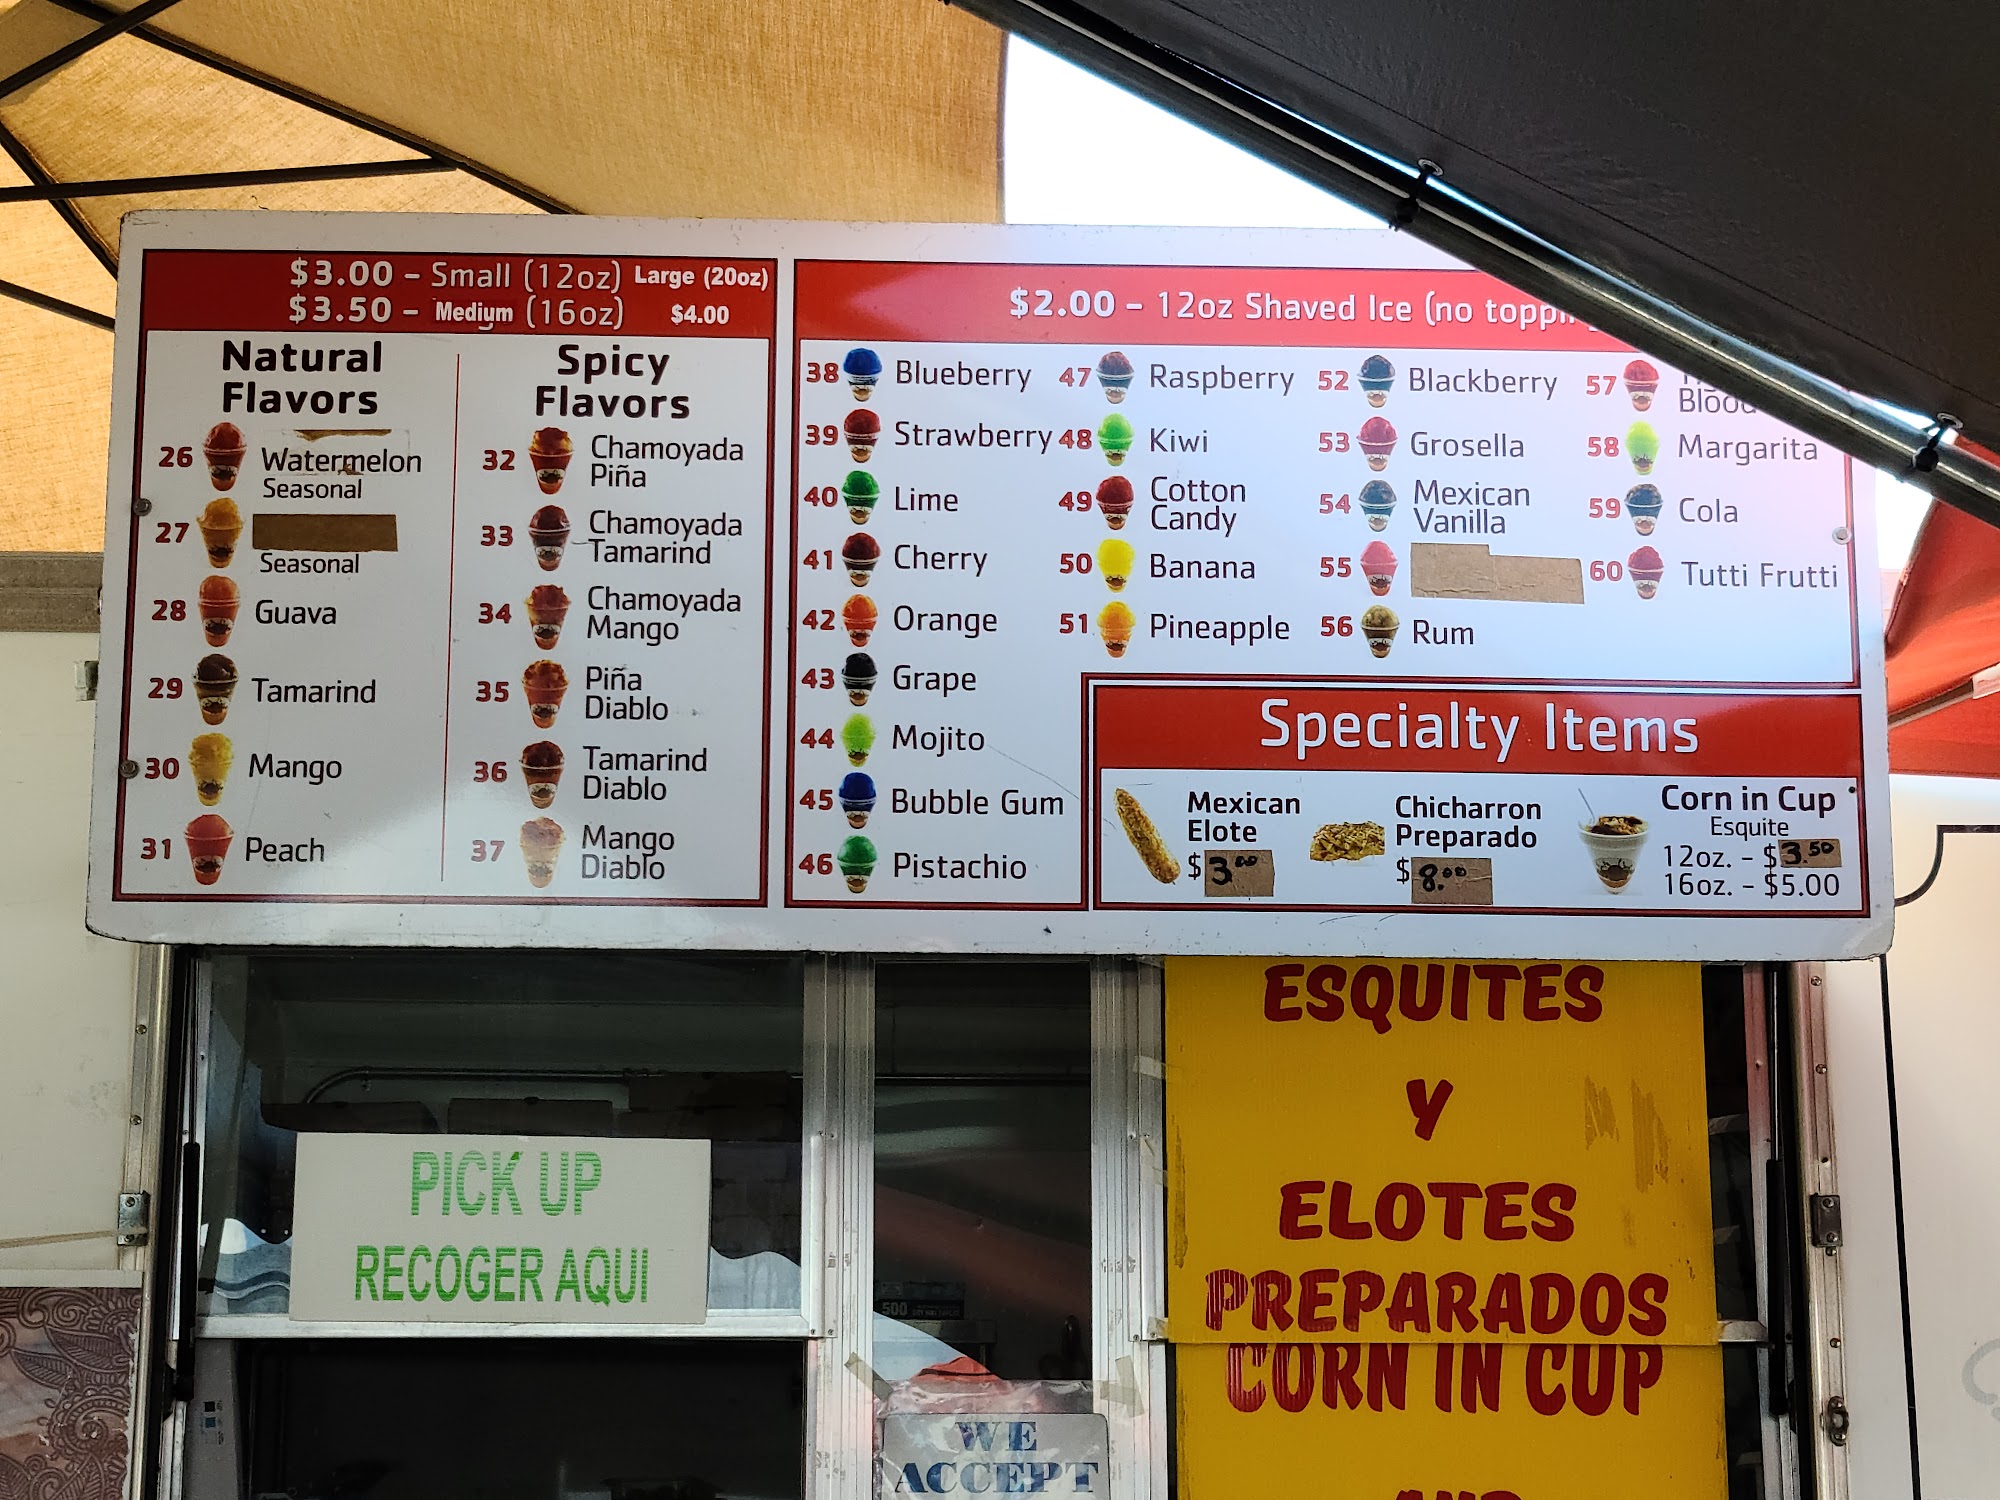 $3.00 – Small (12oz) Large (20oz)
$3.50 – Medium (16oz) $4.00
Natural
Flavors
26 Watermelon
Seasonal
27
Seasonal
28 Guava
29 Tamarind
30 Mango
31 Peach
Spicy
Flavors
32 Chamoyada
Piña
33 Chamoyada
Tamarind
34 Chamoyada
Mango
35 Piña
Diablo
36 Tamarind
Diablo
37 Mango
Diablo
$2.00 – 12oz Shaved Ice (no
38 Blueberry
39 Strawberry
40 Lime
41 Cherry
42 Orange
43 Grape
44 Mojito
45 Bubble Gum
46 Pistachio
47 Raspberry
48 Kiwi
49 Cotton
Candy
50 Banana
51 Pineapple
52 Blackberry
53 Grosella
54 Mexican
Vanilla
55
56 Rum
57
Blood
58 Margarita
59 Cola
60 Tutti Frutti
Specialty Items
Mexican
Elote
$3.00
Chicharron
Preparado
$8.00
Corn in Cup
Esquite
12oz. – $3.50
16oz. – $5.00
PICK UP
RECOGER AQUI
500
WE
ACCEPT
ESQUITES
y
ELOTES
PREPARADOS
CORN IN CUP
AND